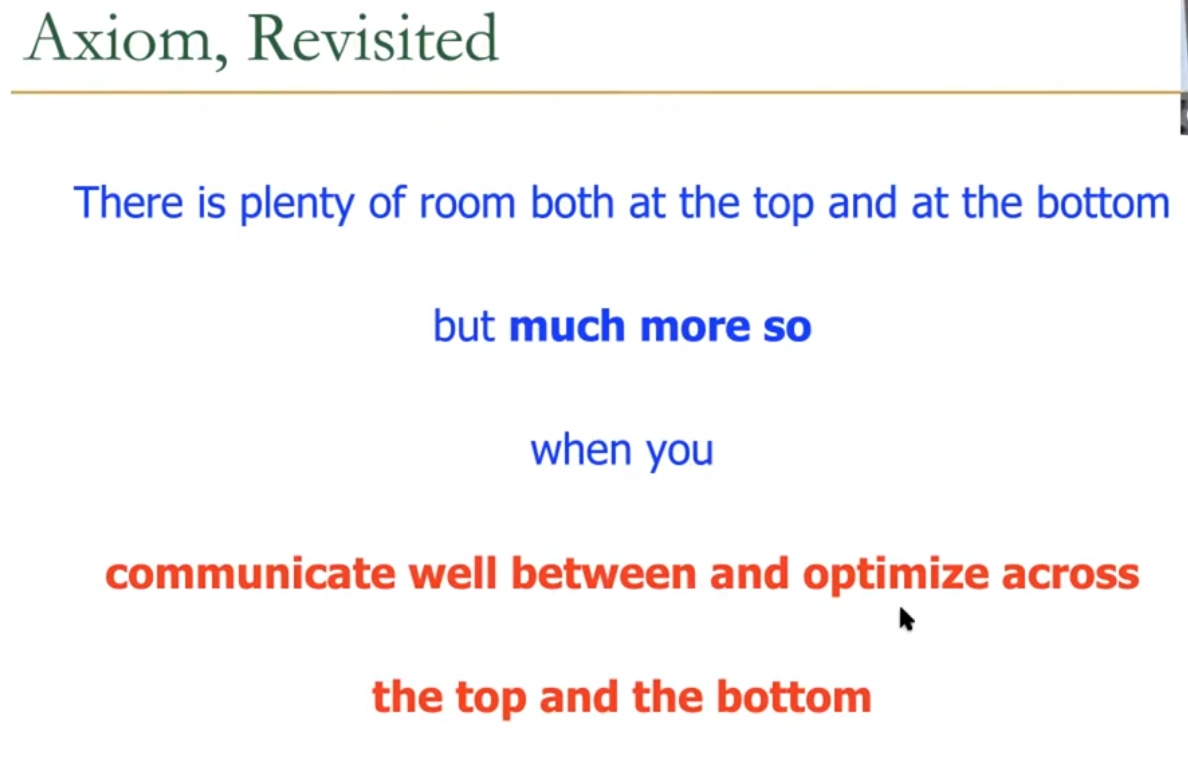 Axiom, Revisited
There is plenty of room both at the top and at the bottom
but much more so
when you
communicate well between and optimize across
the top and the bottom